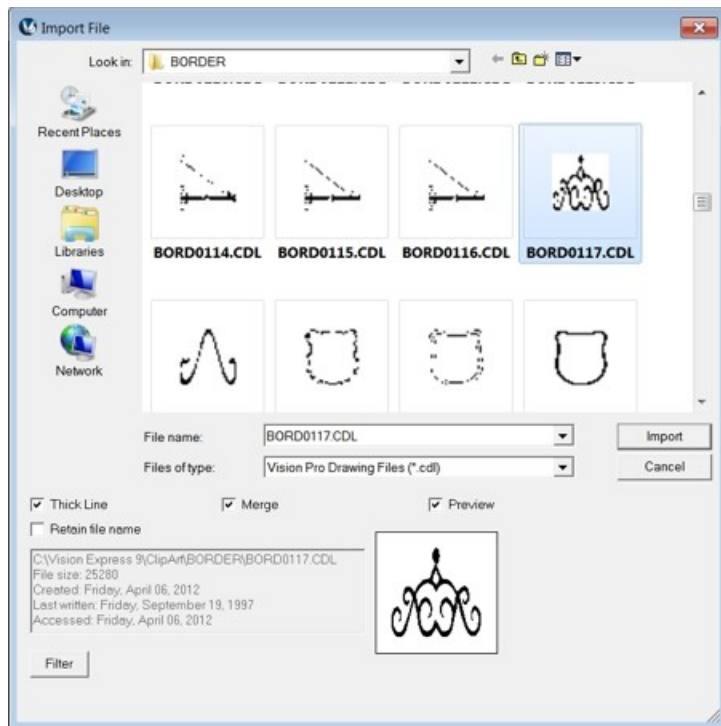 Import File
Look in: BORDER
Recent Places
Desktop
Libraries
Computer
Network
BORD0114.CDL BORD0115.CDL BORD0116.CDL BORD0117.CDL
File name: BORD0117.CDL Import
Files of type: Vision Pro Drawing Files (*.cdl) Cancel
Thick Line Merge Preview
Retain file name
C:\Vision Express 9\ClipArt\BORDER\BORD0117.CDL
File size: 25280
Created: Friday, April 06, 2012
Last written: Friday, September 19, 1997
Accessed: Friday, April 06, 2012
Filter